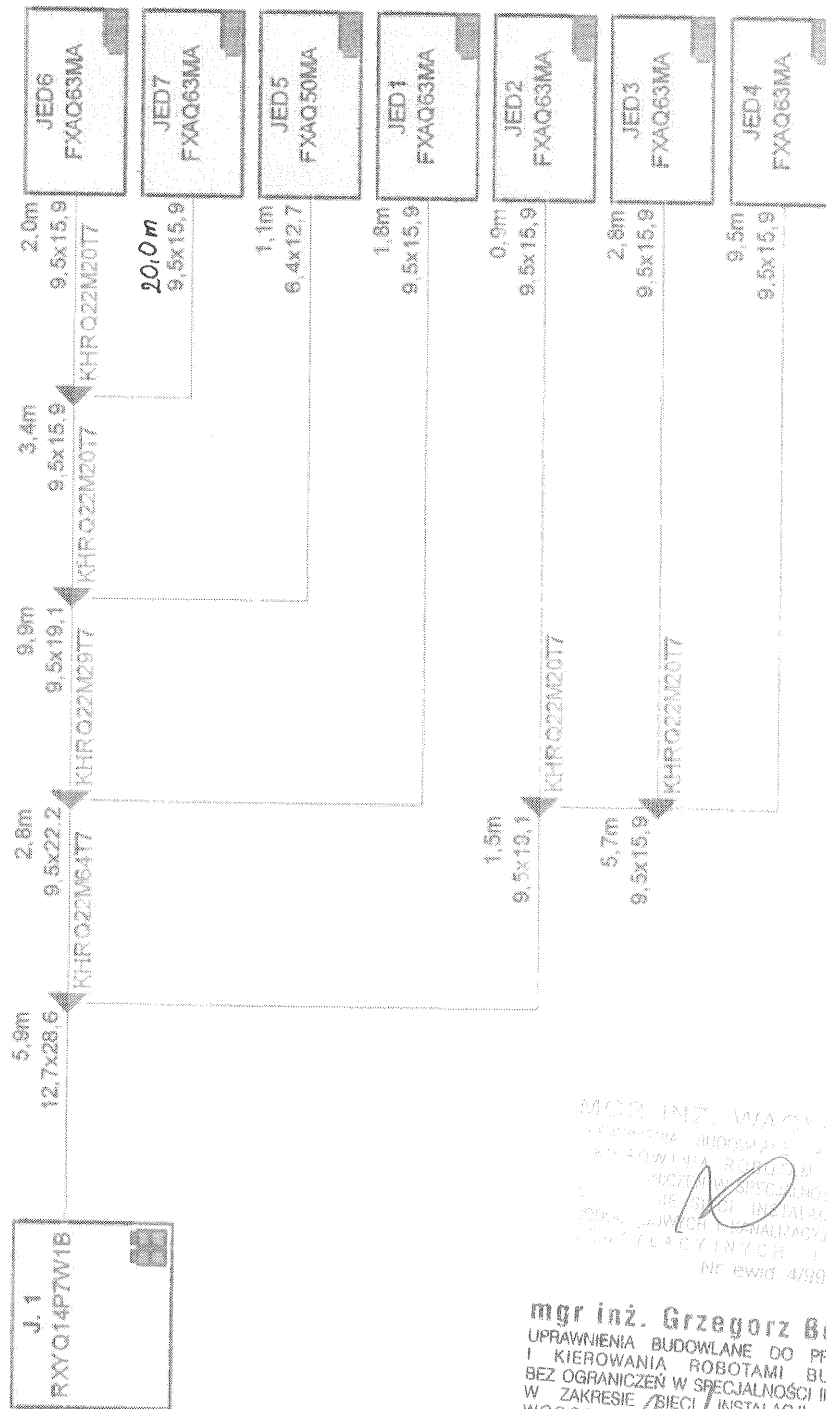 J. 1
RXYQ14P7W1B
5,9m
12,7x28,6
KHRQ22M64T7
2,8m
9,5x22,2
KHRQ22M29T7
9,9m
9,5x19,1
KHRQ22M20T7
3,4m
9,5x15,9
KHRQ22M20T7
2,0m
9,5x15,9
JED6
FXAQ63MA
20,0m
9,5x15,9
JED7
FXAQ63MA
1,1m
6,4x12,7
JED5
FXAQ50MA
1,8m
9,5x15,9
JED1
FXAQ63MA
1,5m
9,5x19,1
KHRQ22M20T7
0,9m
9,5x15,9
JED2
FXAQ63MA
5,7m
9,5x15,9
KHRQ22M20T7
2,8m
9,5x15,9
JED3
FXAQ63MA
9,5m
9,5x15,9
JED4
FXAQ63MA
MGR INŻ.
Nr ewid. 4/99
mgr inż. Grzegorz
UPRAWNIENIA BUDOWLANE DO
I KIEROWANIA ROBOTAMI
BEZ OGRANICZEŃ W SPECJALNOŚCI
W ZAKRESIE SIECI INSTALACJI